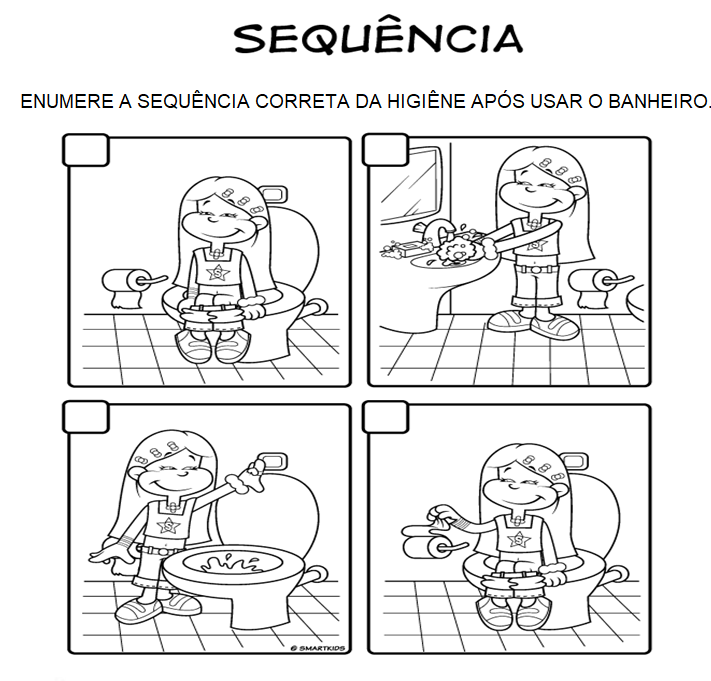 SEQUÊNCIA
ENUMERE A SEQUÊNCIA CORRETA DA HIGIÊNE APÓS USAR O BANHEIRO.
S
S
S
S
© SMARTKIDS